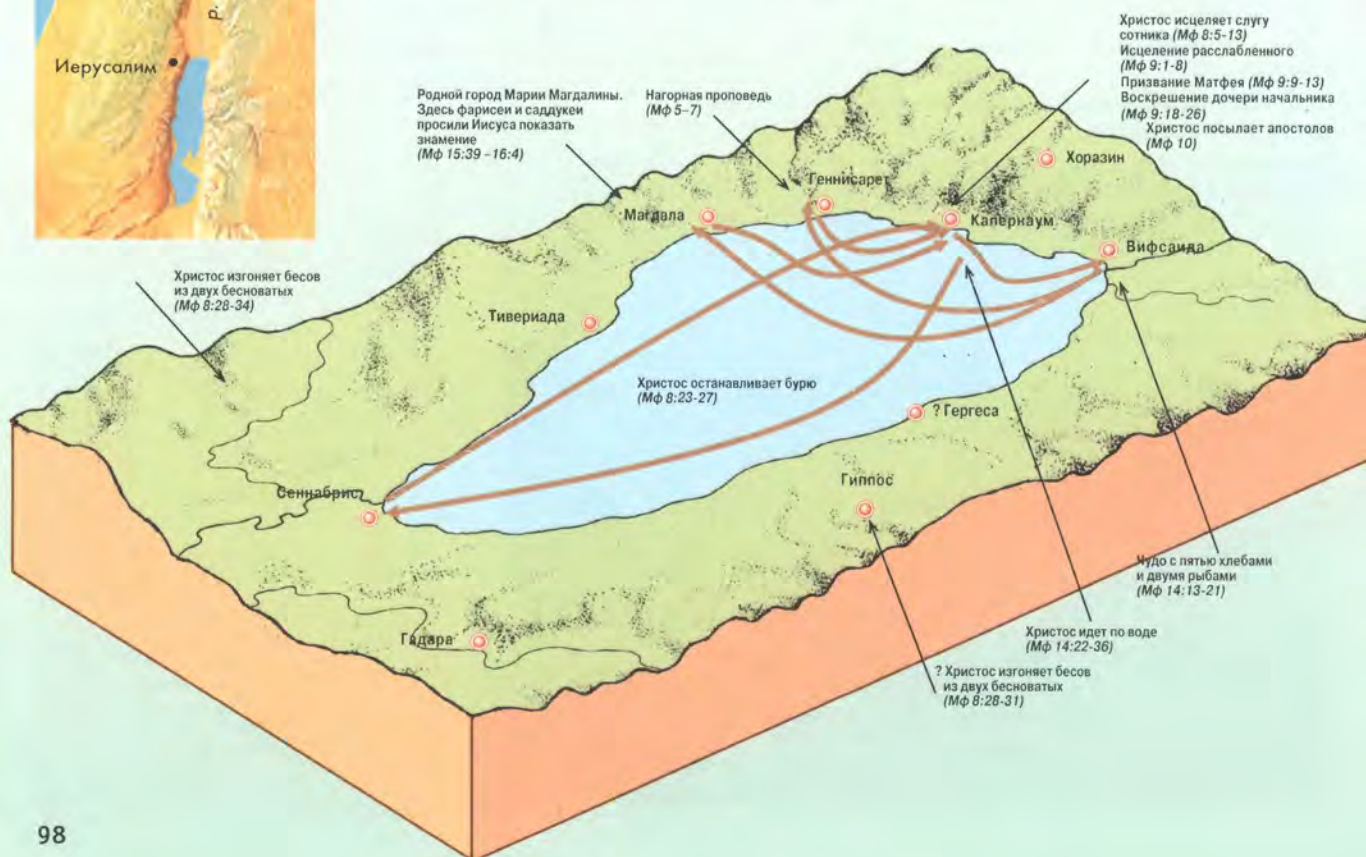 Р.
Иерусалим
Родной город Марии Магдалины.
Здесь фарисеи и саддукеи
просили Иисуса показать
знамение
(Мф 15:39 –16:4)
Нагорная проповедь
(Мф 5–7)
Христос исцеляет слугу
сотника (Мф 8:5-13)
Исцеление расслабленного
(Мф 9:1-8)
Призвание Матфея (Мф 9:9-13)
Воскрешение дочери начальника
(Мф 9:18-26)
Христос посылает апостолов
(Мф 10)
Хоразин
Геннисарет
Магдала
Капернаум
Вифсаида
Христос изгоняет бесов
из двух бесноватых
(Мф 8:28-34)
Тивериада
Христос останавливает бурю
(Мф 8:23-27)
? Гергеса
Сеннабрис
Гиппос
Чудо с пятью хлебами
и двумя рыбами
(Мф 14:13-21)
Гадара
Христос идет по воде
(Мф 14:22-36)
? Христос изгоняет бесов
из двух бесноватых
(Мф 8:28-31)
98